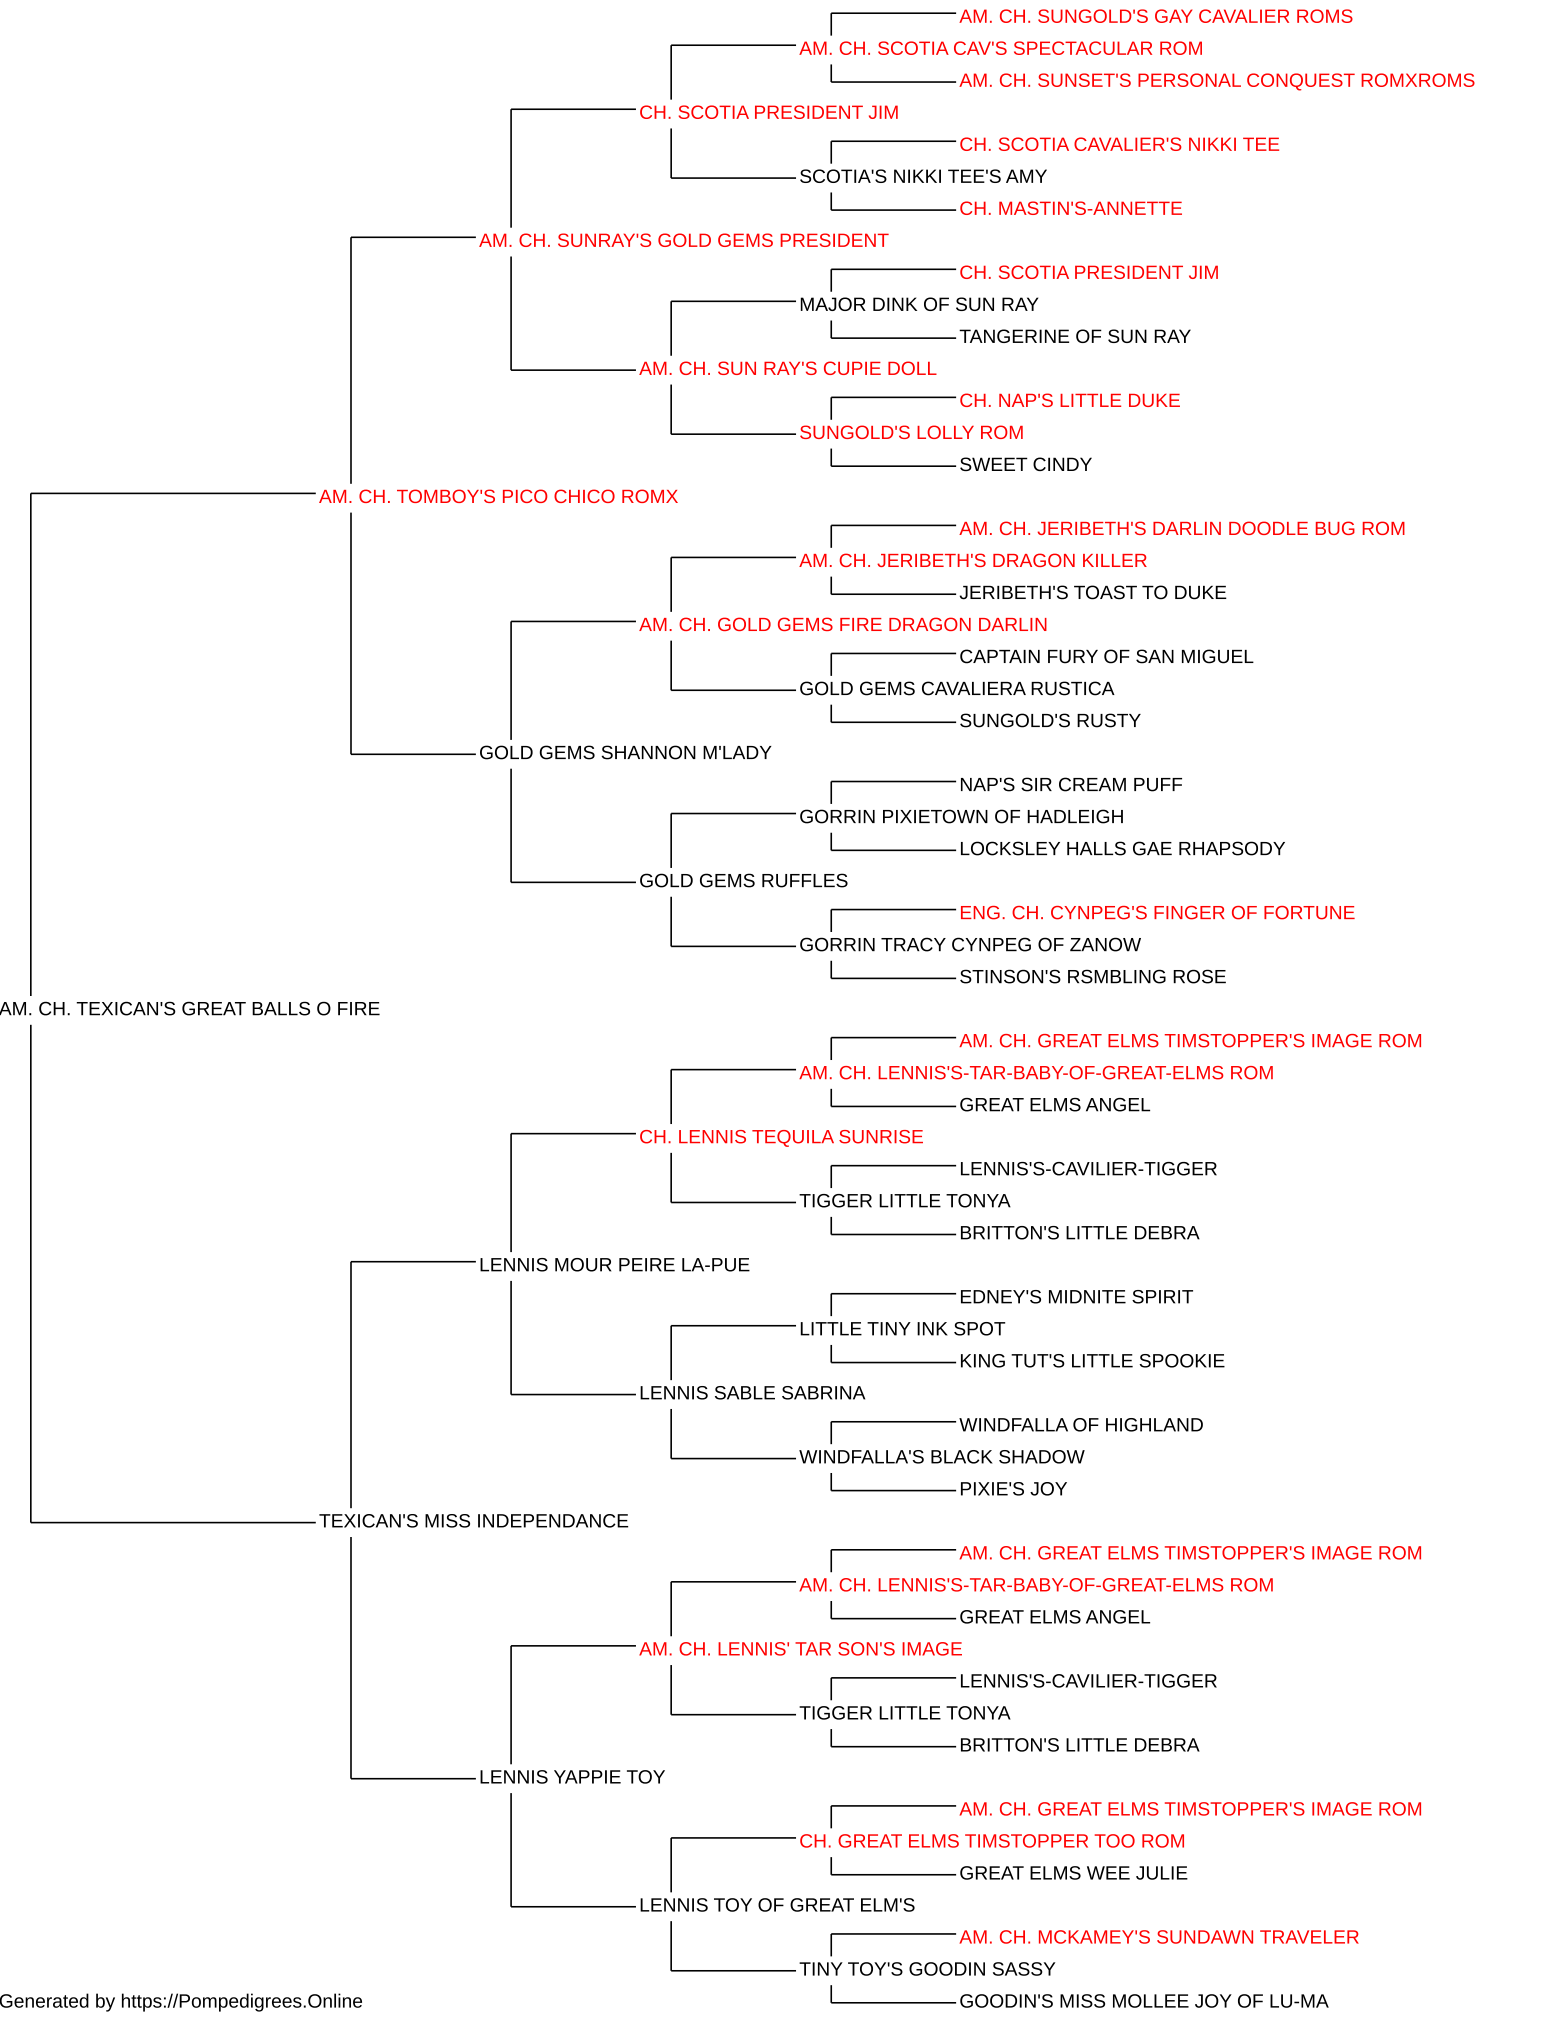 AM. CH. SUNGOLD'S GAY CAVALIER ROMS
AM. CH. SCOTIA CAV'S SPECTACULAR ROM
AM. CH. SUNSET'S PERSONAL CONQUEST ROMXROMS
CH. SCOTIA PRESIDENT JIM
CH. SCOTIA CAVALIER'S NIKKI TEE
SCOTIA'S NIKKI TEE'S AMY
CH. MASTIN'S-ANNETTE
AM. CH. SUNRAY'S GOLD GEMS PRESIDENT
CH. SCOTIA PRESIDENT JIM
MAJOR DINK OF SUN RAY
TANGERINE OF SUN RAY
AM. CH. SUN RAY'S CUPIE DOLL
CH. NAP'S LITTLE DUKE
SUNGOLD'S LOLLY ROM
SWEET CINDY
AM. CH. TOMBOY'S PICO CHICO ROMX
AM. CH. JERIBETH'S DARLIN DOODLE BUG ROM
AM. CH. JERIBETH'S DRAGON KILLER
JERIBETH'S TOAST TO DUKE
AM. CH. GOLD GEMS FIRE DRAGON DARLIN
CAPTAIN FURY OF SAN MIGUEL
GOLD GEMS CAVALIERA RUSTICA
SUNGOLD'S RUSTY
GOLD GEMS SHANNON M'LADY
NAP'S SIR CREAM PUFF
GORRIN PIXIETOWN OF HADLEIGH
LOCKSLEY HALLS GAE RHAPSODY
GOLD GEMS RUFFLES
ENG. CH. CYNPEG'S FINGER OF FORTUNE
GORRIN TRACY CYNPEG OF ZANOW
STINSON'S RSMBLING ROSE
AM. CH. TEXICAN'S GREAT BALLS O FIRE
AM. CH. GREAT ELMS TIMSTOPPER'S IMAGE ROM
AM. CH. LENNIS'S-TAR-BABY-OF-GREAT-ELMS ROM
GREAT ELMS ANGEL
CH. LENNIS TEQUILA SUNRISE
LENNIS'S-CAVILIER-TIGGER
TIGGER LITTLE TONYA
BRITTON'S LITTLE DEBRA
LENNIS MOUR PEIRE LA-PUE
EDNEY'S MIDNITE SPIRIT
LITTLE TINY INK SPOT
KING TUT'S LITTLE SPOOKIE
LENNIS SABLE SABRINA
WINDFALLA OF HIGHLAND
WINDFALLA'S BLACK SHADOW
PIXIE'S JOY
TEXICAN'S MISS INDEPENDANCE
AM. CH. GREAT ELMS TIMSTOPPER'S IMAGE ROM
AM. CH. LENNIS'S-TAR-BABY-OF-GREAT-ELMS ROM
GREAT ELMS ANGEL
AM. CH. LENNIS' TAR SON'S IMAGE
LENNIS'S-CAVILIER-TIGGER
TIGGER LITTLE TONYA
BRITTON'S LITTLE DEBRA
LENNIS YAPPIE TOY
AM. CH. GREAT ELMS TIMSTOPPER'S IMAGE ROM
CH. GREAT ELMS TIMSTOPPER TOO ROM
GREAT ELMS WEE JULIE
LENNIS TOY OF GREAT ELM'S
AM. CH. MCKAMEY'S SUNDAWN TRAVELER
TINY TOY'S GOODIN SASSY
GOODIN'S MISS MOLLEE JOY OF LU-MA
Generated by https://Pompedigrees.Online